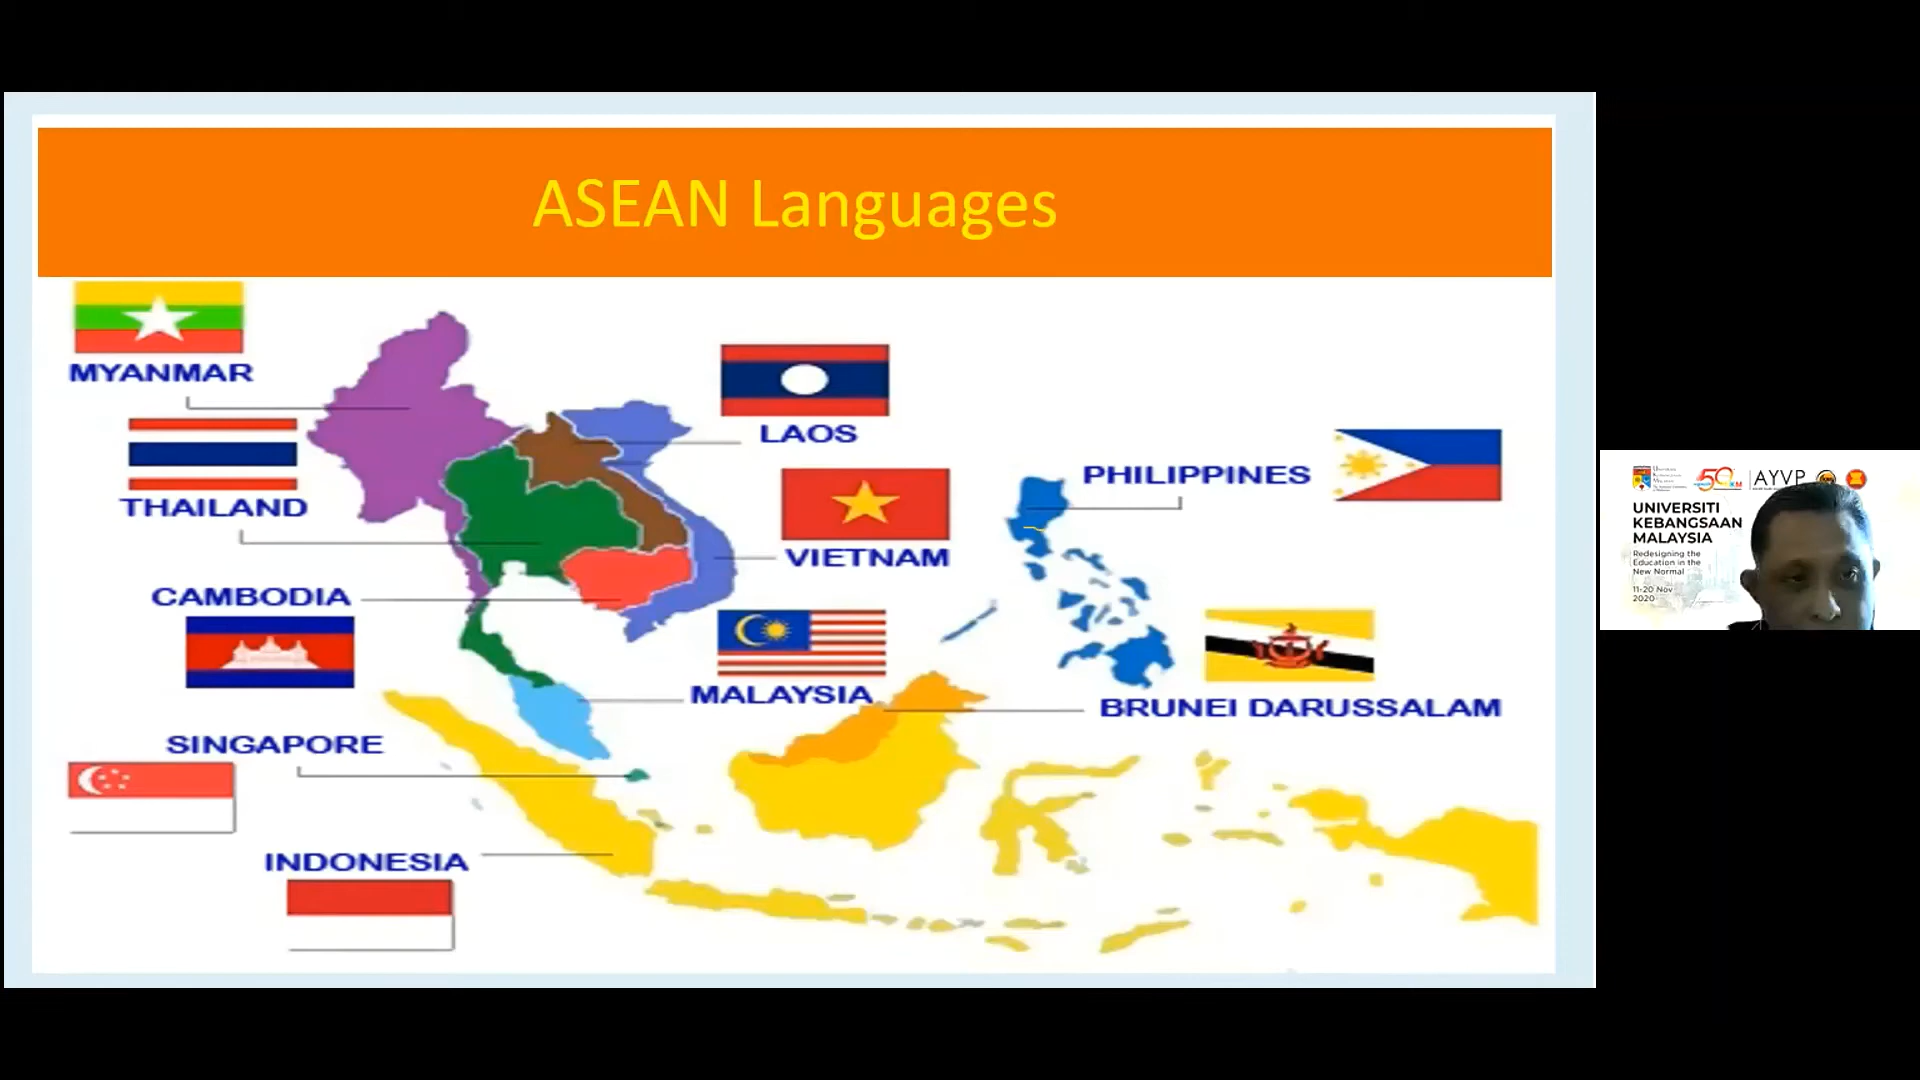 ASEAN Languages
MYANMAR
LAOS
THAILAND
PHILIPPINES
VIETNAM
CAMBODIA
MALAYSIA
BRUNEI DARUSSALAM
SINGAPORE
INDONESIA
50
AYVP
UNIVERSITI
KEBANGSAAN
MALAYSIA
Redesigning the
Education in the
New Normal
11-20 Nov
2020